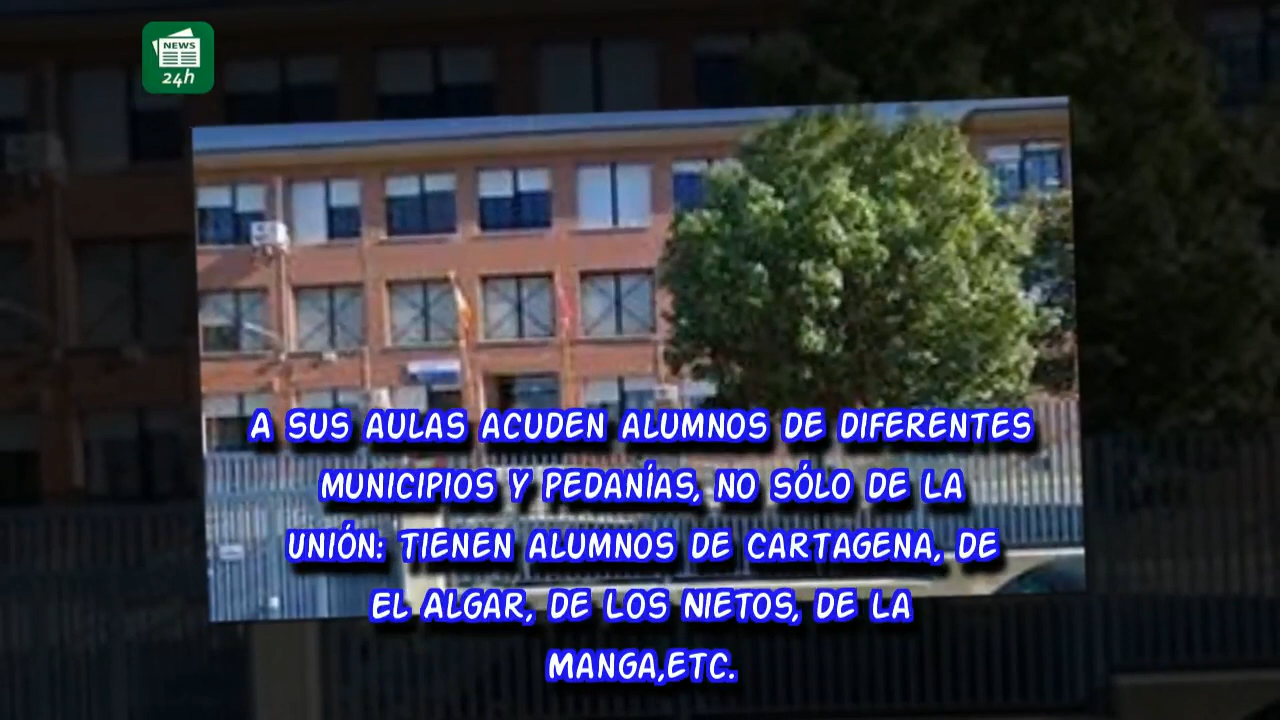 NEWS
24h
A SUS AULAS ACUDEN ALUMNOS DE DIFERENTES
MUNICIPIOS Y PEDANÍAS, NO SÓLO DE LA
UNIÓN: TIENEN ALUMNOS DE CARTAGENA, DE
EL ALGAR, DE LOS NIETOS, DE LA
MANGA,ETC.